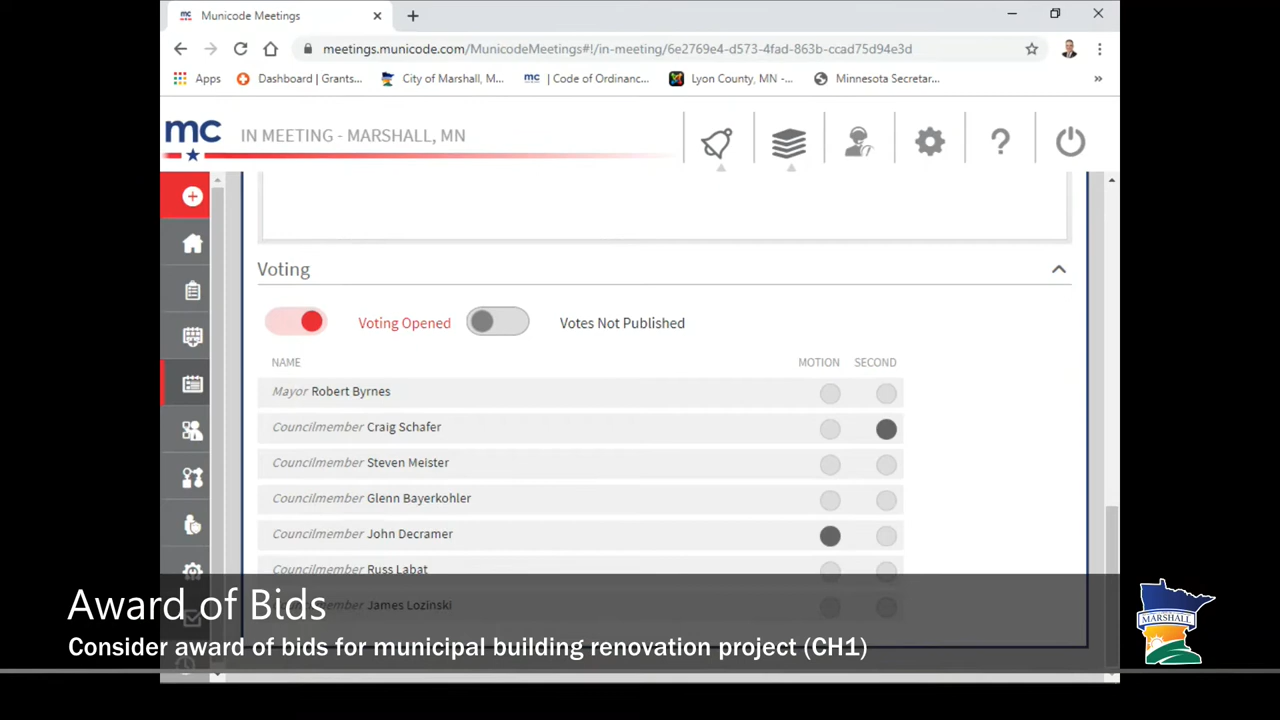 Municode Meetings
meetings.municode.com/MunicodeMeetings#!/in-meeting/6e2769e4-d573-4fad-863b-ccad75d94e3d
Apps Dashboard | Grants... City of Marshall, M... mc | Code of Ordinanc... Lyon County, MN -... Minnesota Secretar... »
mc IN MEETING - MARSHALL, MN
Voting
Voting Opened Votes Not Published
NAME MOTION SECOND
Mayor Robert Byrnes
Councilmember Craig Schafer
Councilmember Steven Meister
Councilmember Glenn Bayerkohler
Councilmember John Decramer
Councilmember Russ Labat
Councilmember James Lozinski
Award of Bids
Consider award of bids for municipal building renovation project (CH1)
MARSHALL